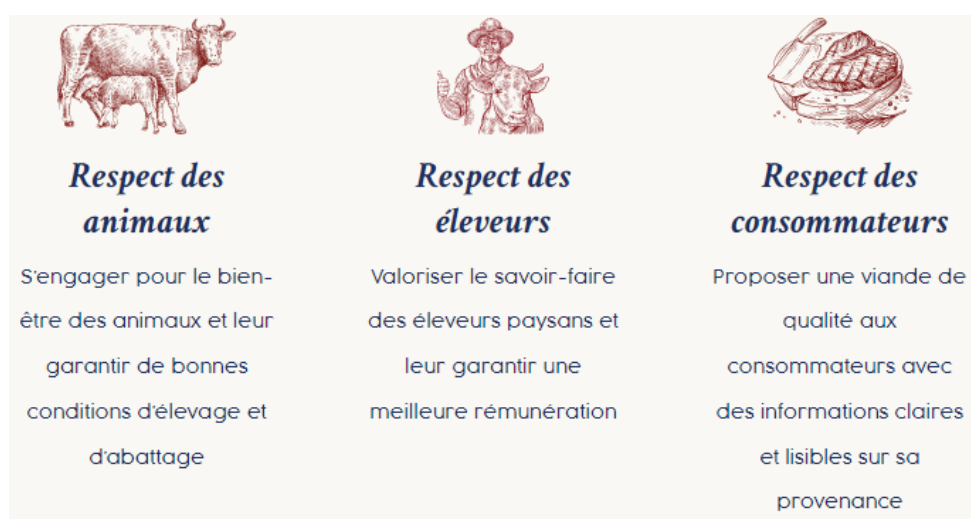 Respect des
animaux
S'engager pour le bien-
être des animaux et leur
garantir de bonnes
conditions d'élevage et
d'abattage
Respect des
éleveurs
Valoriser le savoir-faire
des éleveurs paysans et
leur garantir une
meilleure rémunération
Respect des
consommateurs
Proposer une viande de
qualité aux
consommateurs avec
des informations claires
et lisibles sur sa
provenance